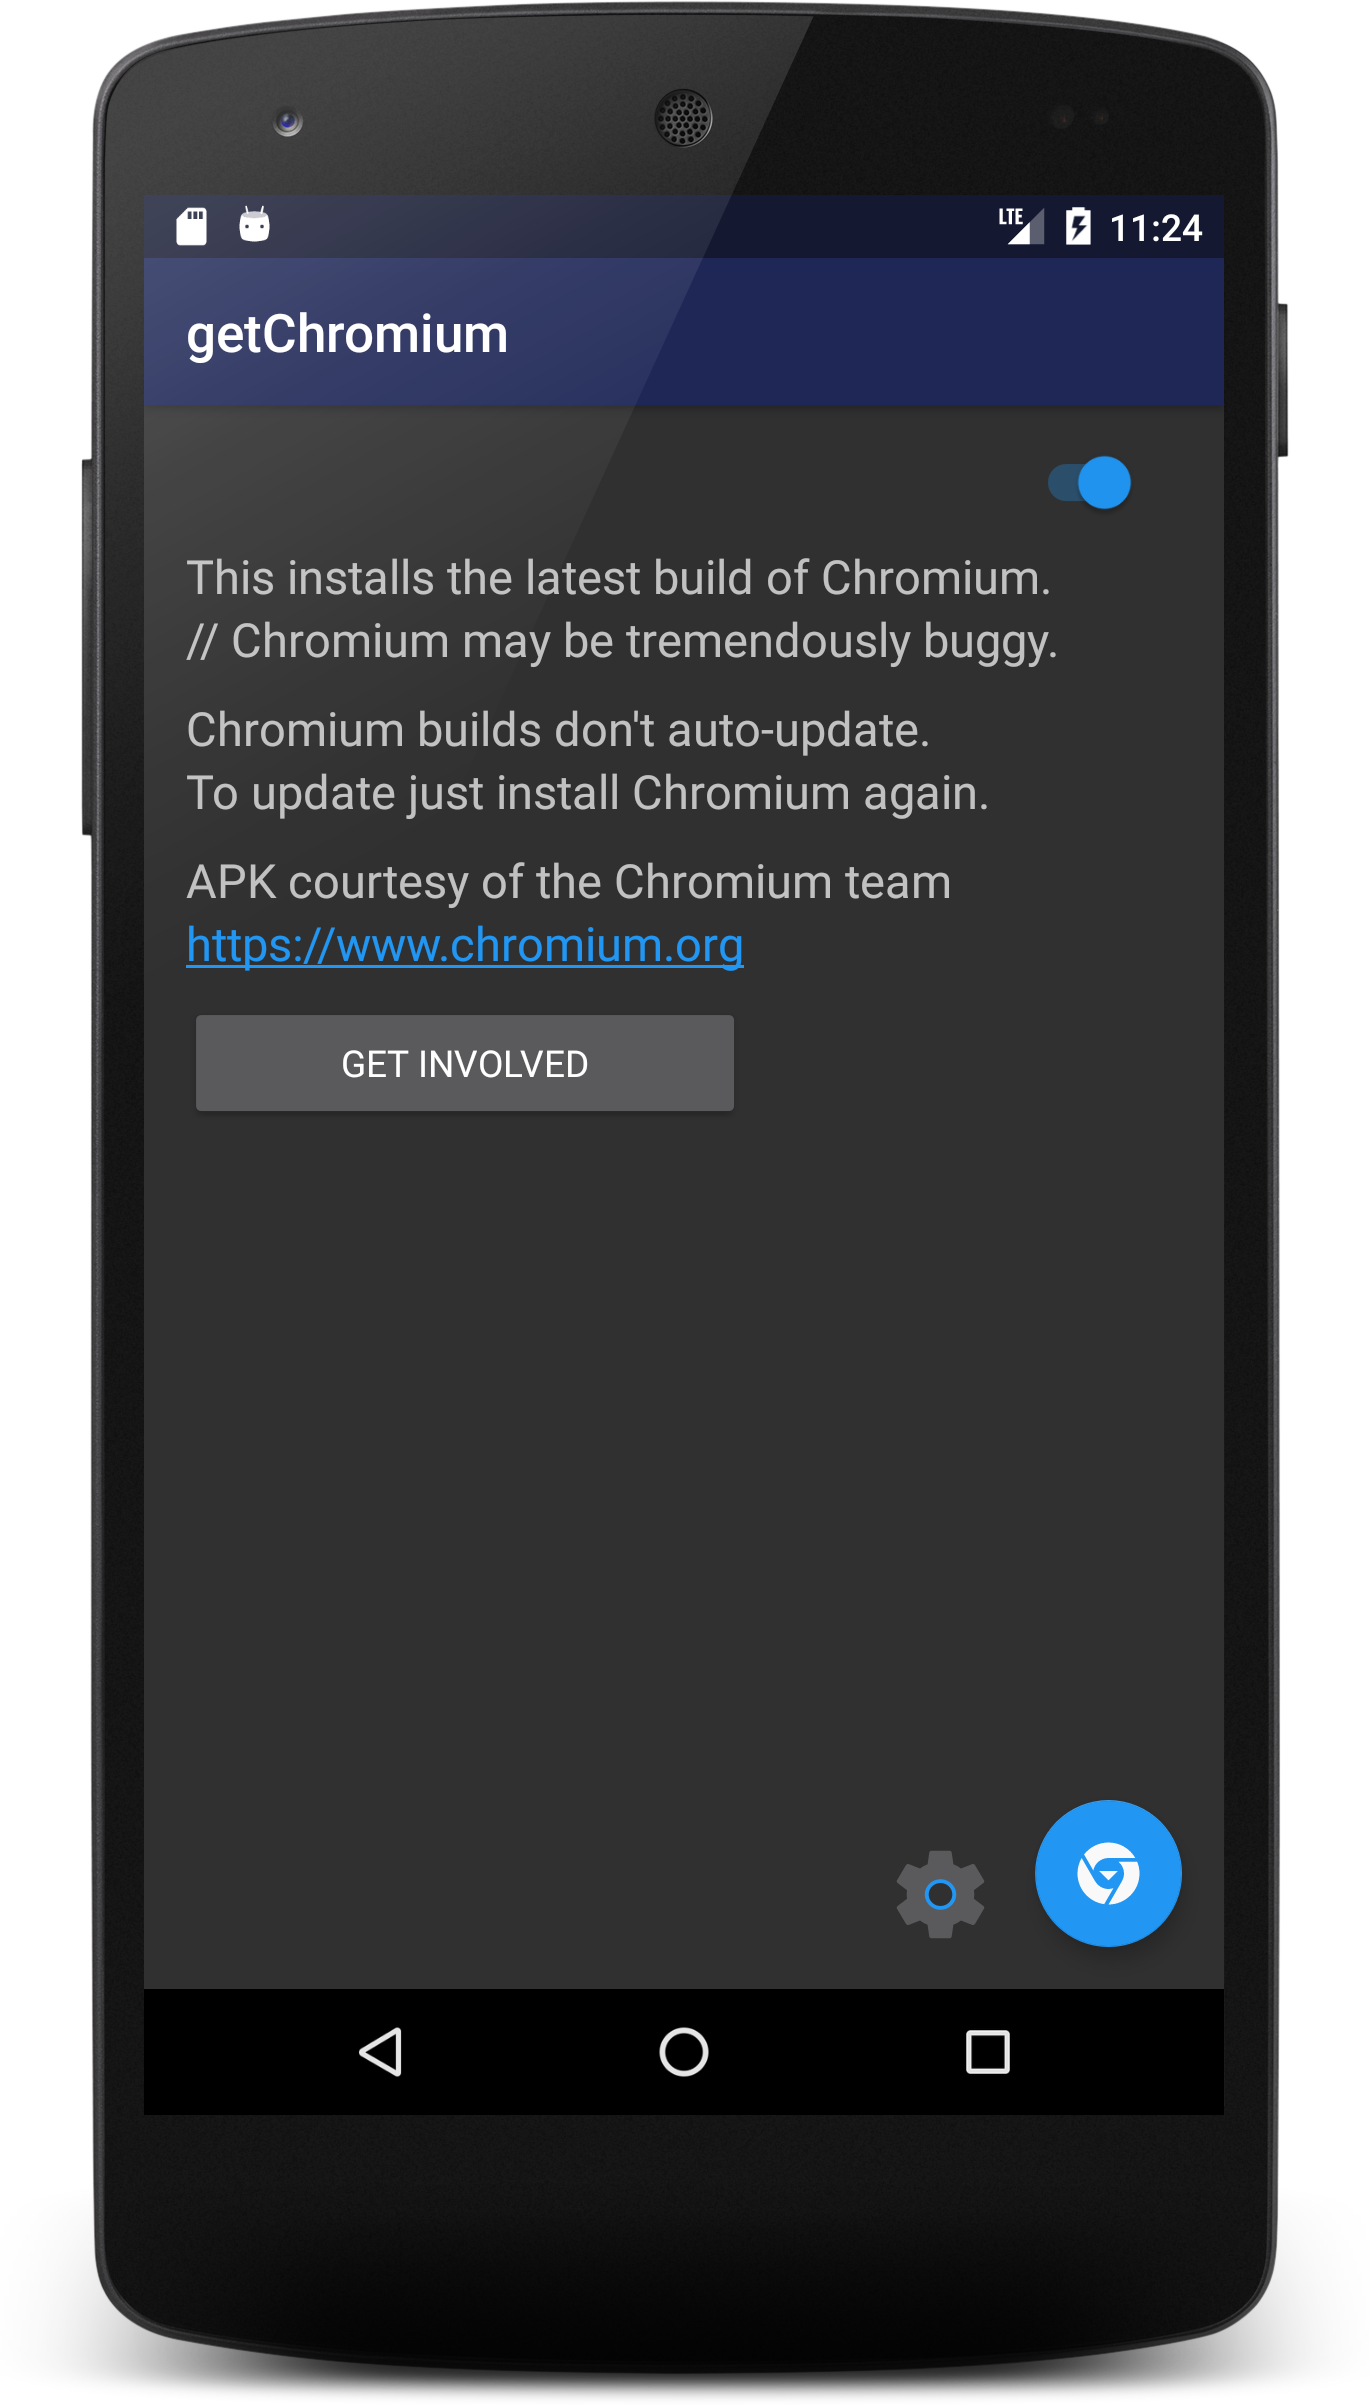 LTE 11:24
getChromium
This installs the latest build of Chromium.
// Chromium may be tremendously buggy.
Chromium builds don't auto-update.
To update just install Chromium again.
APK courtesy of the Chromium team
https://www.chromium.org
GET INVOLVED